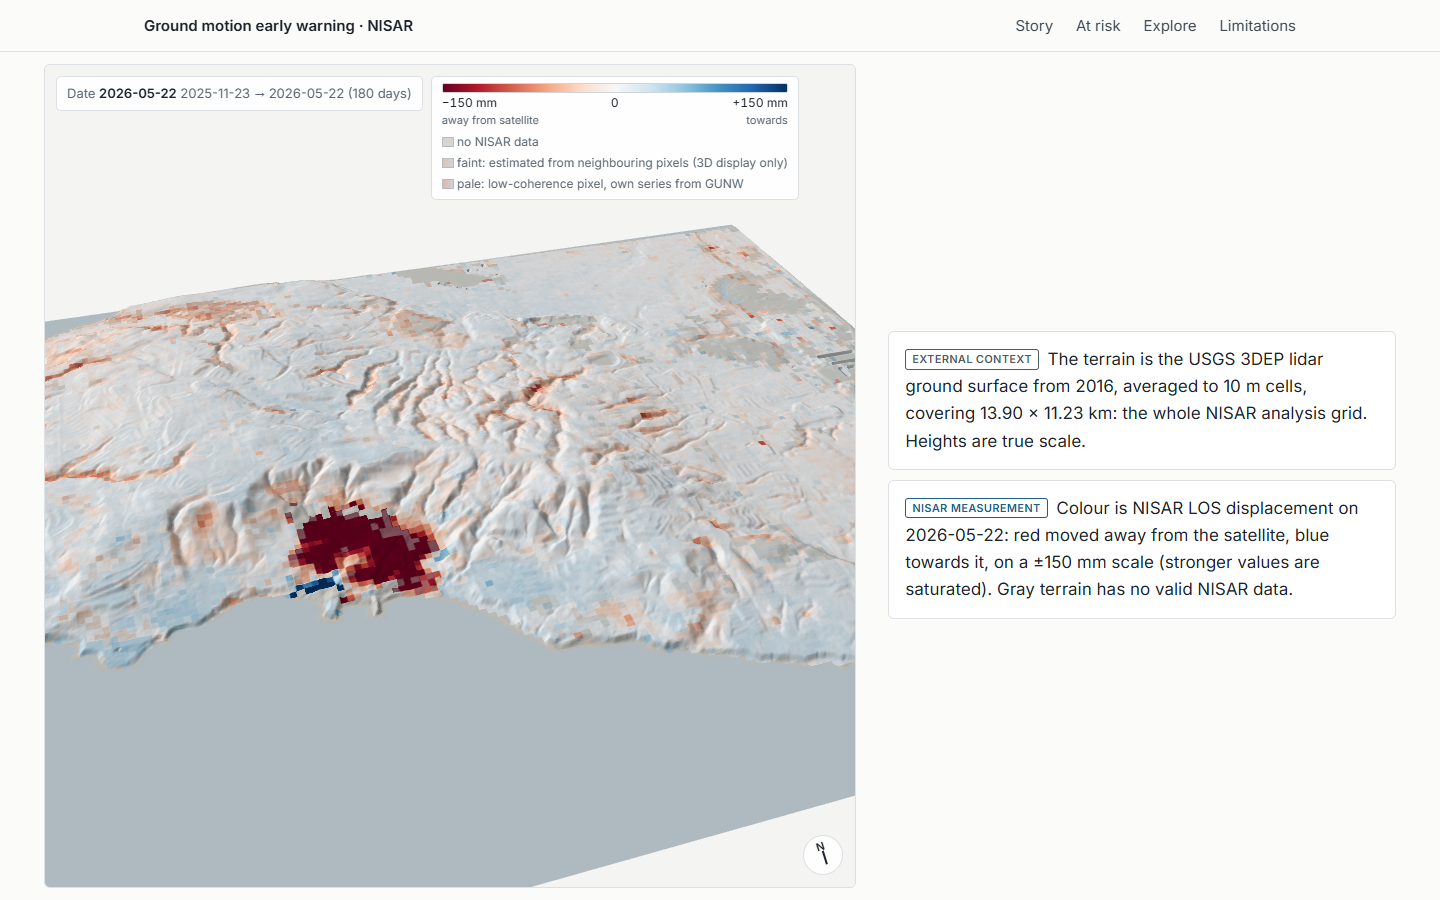 Ground motion early warning · NISAR
Story At risk Explore Limitations
Date 2026-05-22 2025-11-23 → 2026-05-22 (180 days)
−150 mm 0 +150 mm
away from satellite towards
no NISAR data
faint: estimated from neighbouring pixels (3D display only)
pale: low-coherence pixel, own series from GUNW
EXTERNAL CONTEXT The terrain is the USGS 3DEP lidar
ground surface from 2016, averaged to 10 m cells,
covering 13.90 × 11.23 km: the whole NISAR analysis grid.
Heights are true scale.
NISAR MEASUREMENT Colour is NISAR LOS displacement on
2026-05-22: red moved away from the satellite, blue
towards it, on a ±150 mm scale (stronger values are
saturated). Gray terrain has no valid NISAR data.
N